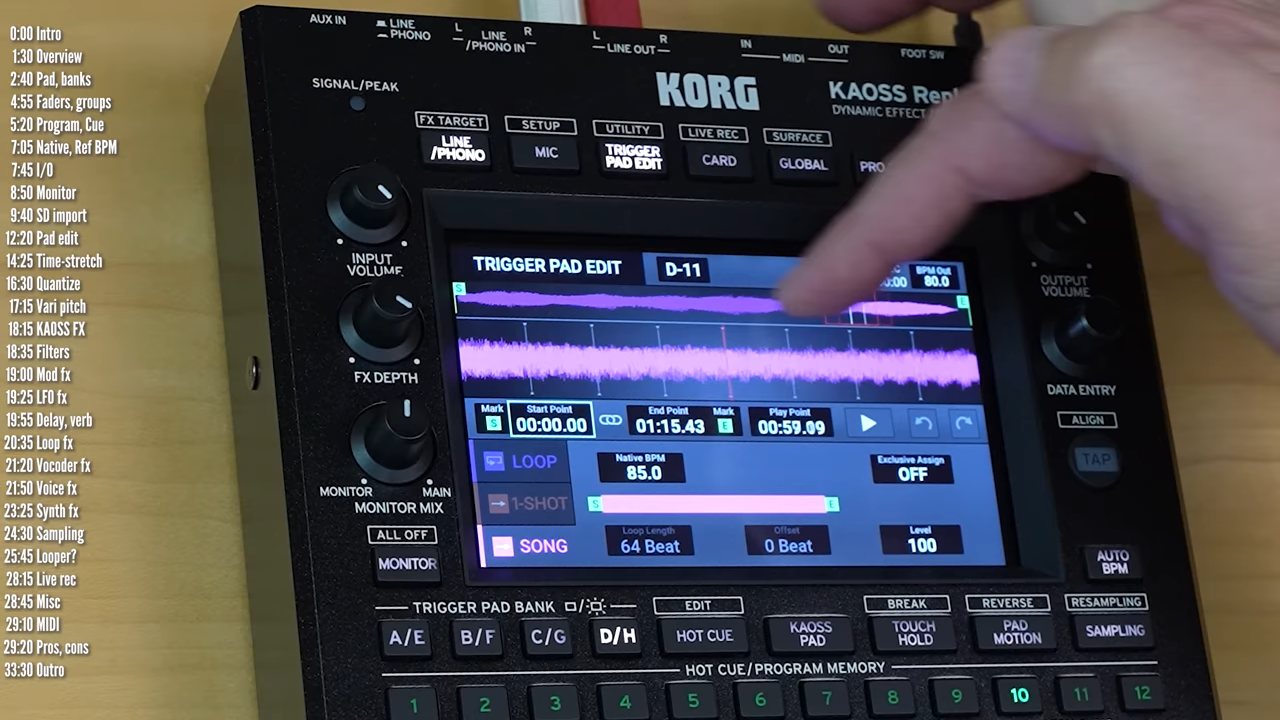 0:00 Intro
1:30 Overview
2:40 Pad, banks
4:55 Faders, groups
5:20 Program, Cue
7:05 Native, Ref BPM
7:45 I/O
8:50 Monitor
9:40 SD import
12:20 Pad edit
14:25 Time-stretch
16:30 Quantize
17:15 Vari pitch
18:15 KAOSS FX
18:35 Filters
19:00 Mod fx
19:25 LFO fx
19:55 Delay, verb
20:35 Loop fx
21:20 Vocoder fx
21:50 Voice fx
23:25 Synth fx
24:30 Sampling
25:45 Looper?
28:15 Live rec
28:45 Misc
29:10 MIDI
29:20 Pros, cons
33:30 Outro
AUX IN
LINE
PHONO
L LINE /PHONO IN R
L LINE OUT R
IN MIDI OUT
FOOT SW
SIGNAL/PEAK
KORG
KAOSS
DYNAMIC EFFECT
FX TARGET
LINE /PHONO
SETUP
MIC
UTILITY
TRIGGER PAD EDIT
LIVE REC
CARD
SURFACE
GLOBAL
INPUT VOLUME
FX DEPTH
MONITOR MAIN
MONITOR MIX
ALL OFF
MONITOR
OUTPUT VOLUME
DATA ENTRY
ALIGN
TAP
AUTO BPM
TRIGGER PAD EDIT D-11
BPM Out
80.0
S E
Mark S
Start Point
00:00.00
End Point
01:15.43
Mark E
Play Point
00:59.09
LOOP
Native BPM
85.0
Exclusive Assign
OFF
1-SHOT
S E
SONG
Loop Length
64 Beat
Offset
0 Beat
Level
100
TRIGGER PAD BANK
A/E B/F C/G D/H
EDIT
HOT CUE
KAOSS PAD
BREAK
TOUCH HOLD
REVERSE
PAD MOTION
RESAMPLING
SAMPLING
HOT CUE/PROGRAM MEMORY
1 2 3 4 5 6 7 8 9 10 11 12